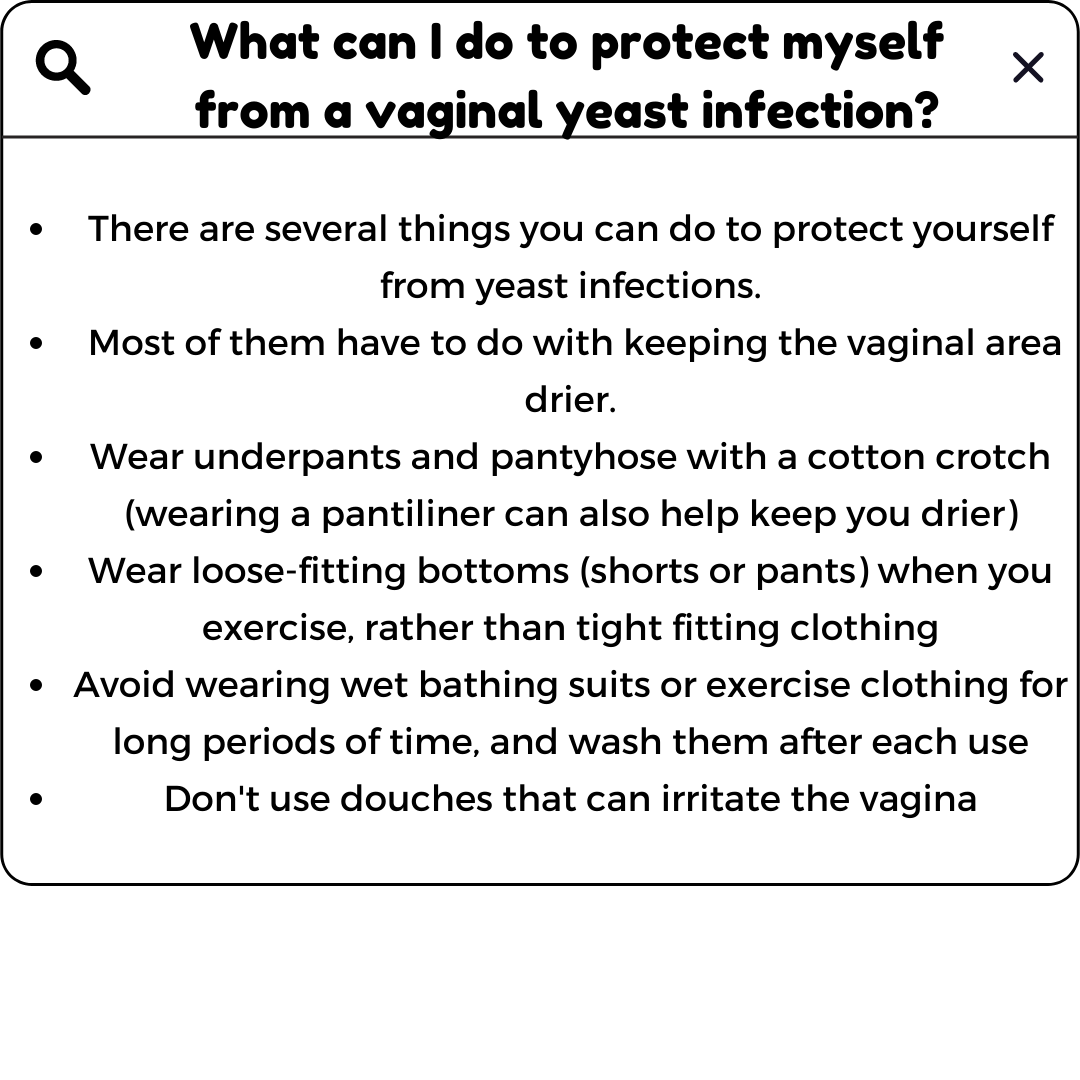 What can I do to protect myself
from a vaginal yeast infection?
• There are several things you can do to protect yourself
from yeast infections.
• Most of them have to do with keeping the vaginal area
drier.
• Wear underpants and pantyhose with a cotton crotch
(wearing a pantiliner can also help keep you drier)
• Wear loose-fitting bottoms (shorts or pants) when you
exercise, rather than tight fitting clothing
• Avoid wearing wet bathing suits or exercise clothing for
long periods of time, and wash them after each use
• Don't use douches that can irritate the vagina